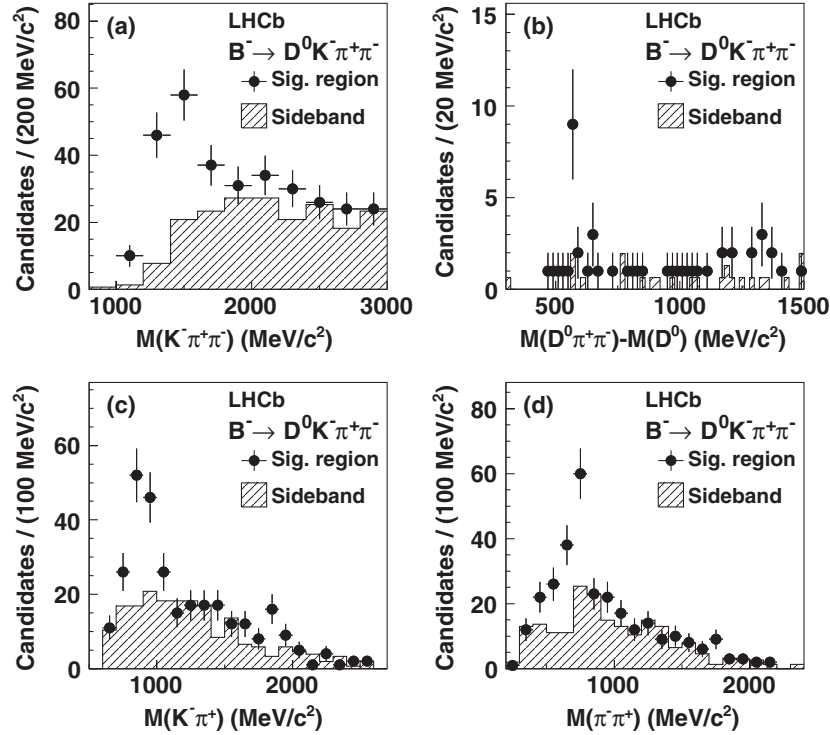 (a)
LHCb
B⁻→ D⁰K⁻π⁺π⁻
Sig. region
Sideband
Candidates / (200 MeV/c²)
80
60
40
20
0
1000
2000
3000
M(K⁻π⁺π⁻) (MeV/c²)
(b)
LHCb
B⁻→ D⁰K⁻π⁺π⁻
Sig. region
Sideband
Candidates / (20 MeV/c²)
15
10
5
0
500
1000
1500
M(D⁰π⁺π⁻)-M(D⁰) (MeV/c²)
(c)
LHCb
B⁻→ D⁰K⁻π⁺π⁻
Sig. region
Sideband
Candidates / (100 MeV/c²)
60
40
20
0
1000
2000
M(K⁻π⁺) (MeV/c²)
(d)
LHCb
B⁻→ D⁰K⁻π⁺π⁻
Sig. region
Sideband
Candidates / (100 MeV/c²)
80
60
40
20
0
1000
2000
M(π⁻π⁺) (MeV/c²)